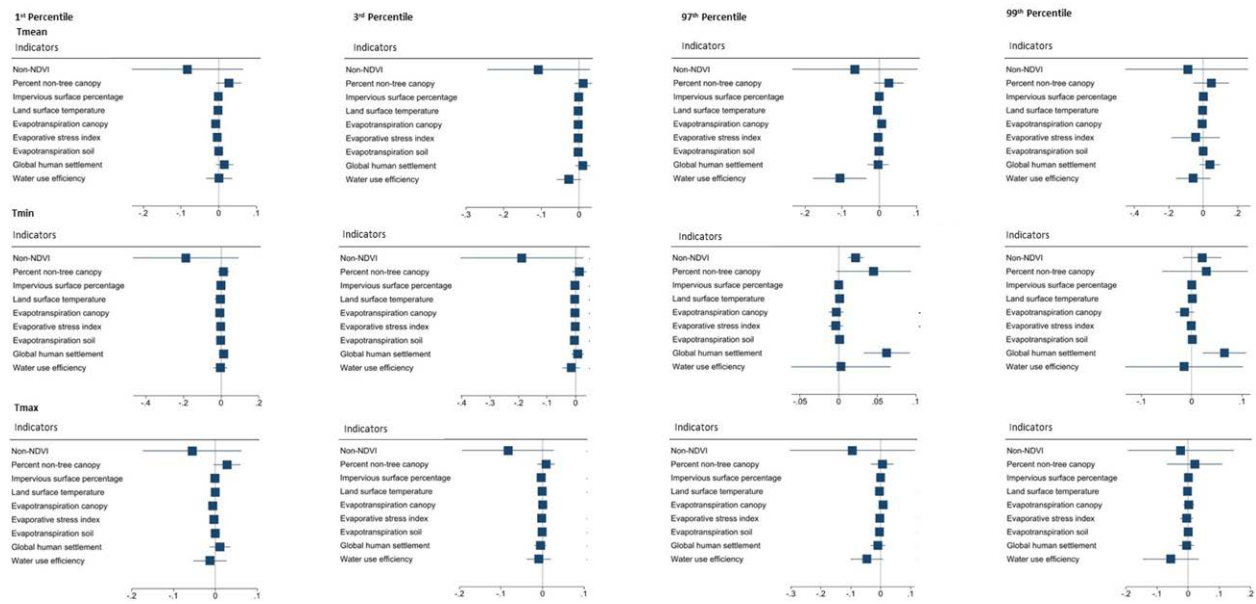 1st Percentile
Tmean
Indicators
Non-NDVI
Percent non-tree canopy
Impervious surface percentage
Land surface temperature
Evapotranspiration canopy
Evaporative stress index
Evapotranspiration soil
Global human settlement
Water use efficiency
-.2 -.1 0 .1
3rd Percentile
Indicators
Non-NDVI
Percent non-tree canopy
Impervious surface percentage
Land surface temperature
Evapotranspiration canopy
Evaporative stress index
Evapotranspiration soil
Global human settlement
Water use efficiency
-.3 -.2 -.1 0
97th Percentile
Indicators
Non-NDVI
Percent non-tree canopy
Impervious surface percentage
Land surface temperature
Evapotranspiration canopy
Evaporative stress index
Evapotranspiration soil
Global human settlement
Water use efficiency
-.2 -.1 0 .1
99th Percentile
Indicators
Non-NDVI
Percent non-tree canopy
Impervious surface percentage
Land surface temperature
Evapotranspiration canopy
Evaporative stress index
Evapotranspiration soil
Global human settlement
Water use efficiency
-.4 -.2 0 .2
Tmin
Indicators
Non-NDVI
Percent non-tree canopy
Impervious surface percentage
Land surface temperature
Evapotranspiration canopy
Evaporative stress index
Evapotranspiration soil
Global human settlement
Water use efficiency
-.4 -.2 0 .2
Indicators
Non-NDVI
Percent non-tree canopy
Impervious surface percentage
Land surface temperature
Evapotranspiration canopy
Evaporative stress index
Evapotranspiration soil
Global human settlement
Water use efficiency
-.4 -.3 -.2 -.1 0
Indicators
Non-NDVI
Percent non-tree canopy
Impervious surface percentage
Land surface temperature
Evapotranspiration canopy
Evaporative stress index
Evapotranspiration soil
Global human settlement
Water use efficiency
-.05 0 .05 .1
Indicators
Non-NDVI
Percent non-tree canopy
Impervious surface percentage
Land surface temperature
Evapotranspiration canopy
Evaporative stress index
Evapotranspiration soil
Global human settlement
Water use efficiency
-.1 0 .1
Tmax
Indicators
Non-NDVI
Percent non-tree canopy
Impervious surface percentage
Land surface temperature
Evapotranspiration canopy
Evaporative stress index
Evapotranspiration soil
Global human settlement
Water use efficiency
-.2 -.1 0 .1
Indicators
Non-NDVI
Percent non-tree canopy
Impervious surface percentage
Land surface temperature
Evapotranspiration canopy
Evaporative stress index
Evapotranspiration soil
Global human settlement
Water use efficiency
-.2 -.1 0 .1
Indicators
Non-NDVI
Percent non-tree canopy
Impervious surface percentage
Land surface temperature
Evapotranspiration canopy
Evaporative stress index
Evapotranspiration soil
Global human settlement
Water use efficiency
-.3 -.2 -.1 0 .1
Indicators
Non-NDVI
Percent non-tree canopy
Impervious surface percentage
Land surface temperature
Evapotranspiration canopy
Evaporative stress index
Evapotranspiration soil
Global human settlement
Water use efficiency
-.2 -.1 0 .1 .2